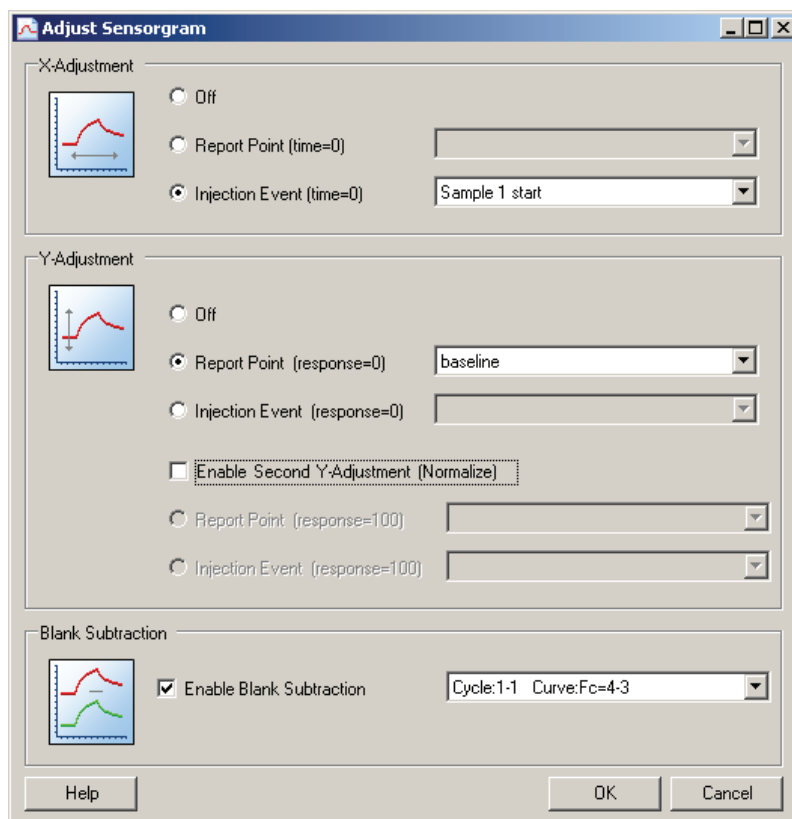 Adjust Sensorgram
X-Adjustment
Off
Report Point (time=0)
Injection Event (time=0) Sample 1 start
Y-Adjustment
Off
Report Point (response=0) baseline
Injection Event (response=0)
Enable Second Y-Adjustment (Normalize)
Report Point (response=100)
Injection Event (response=100)
Blank Subtraction
Enable Blank Subtraction Cycle:1-1 Curve:Fc=4-3
Help OK Cancel